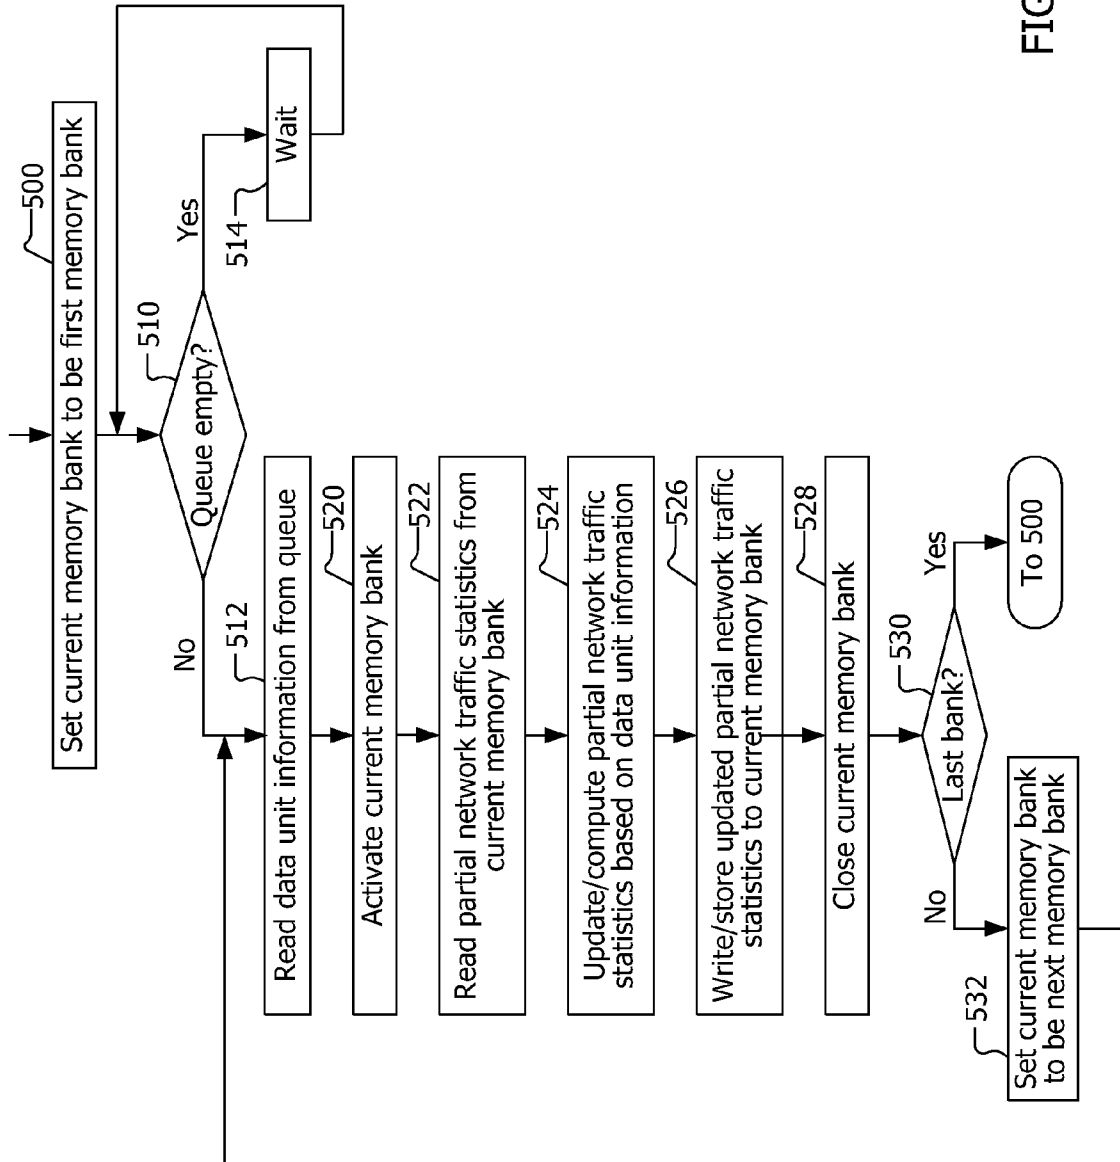 500
Set current memory bank to be first memory bank
510
Queue empty?
Yes
514
Wait
No
512
Read data unit information from queue
520
Activate current memory bank
522
Read partial network traffic statistics from
current memory bank
524
Update/compute partial network traffic
statistics based on data unit information
526
Write/store updated partial network traffic
statistics to current memory bank
528
Close current memory bank
530
Last bank?
Yes
To 500
No
532
Set current memory bank
to be next memory bank
FIG